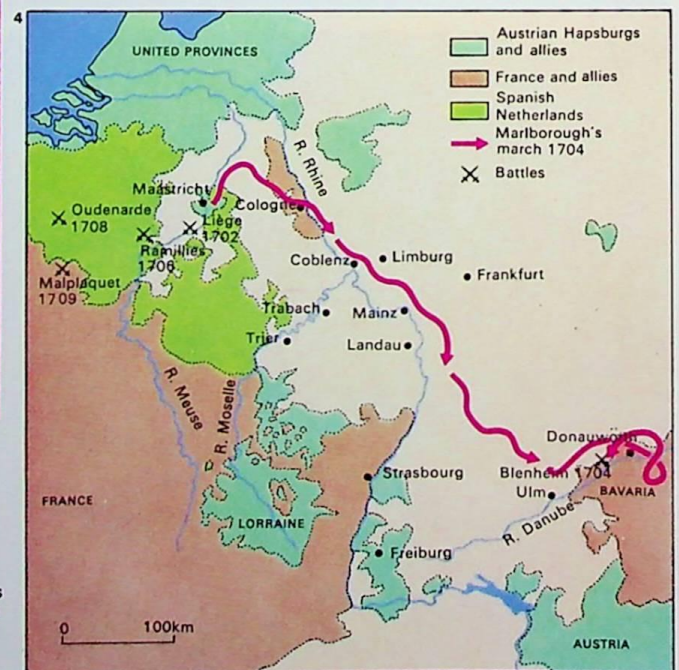 4
UNITED PROVINCES
Austrian Hapsburgs
and allies
France and allies
Spanish
Netherlands
Marlborough's
march 1704
Battles
R. Rhine
Maastricht
Cologne
Oudenarde
1708
Liège
1702
Ramillies
1706
Malplaquet
1709
Coblenz
Limburg
Frankfurt
Trabach
Mainz
Trier
Landau
R. Meuse
R. Moselle
Donauwörth
Blenheim 1704
Ulm
BAVARIA
R. Danube
Strasbourg
FRANCE
LORRAINE
Freiburg
0 100km
AUSTRIA
s